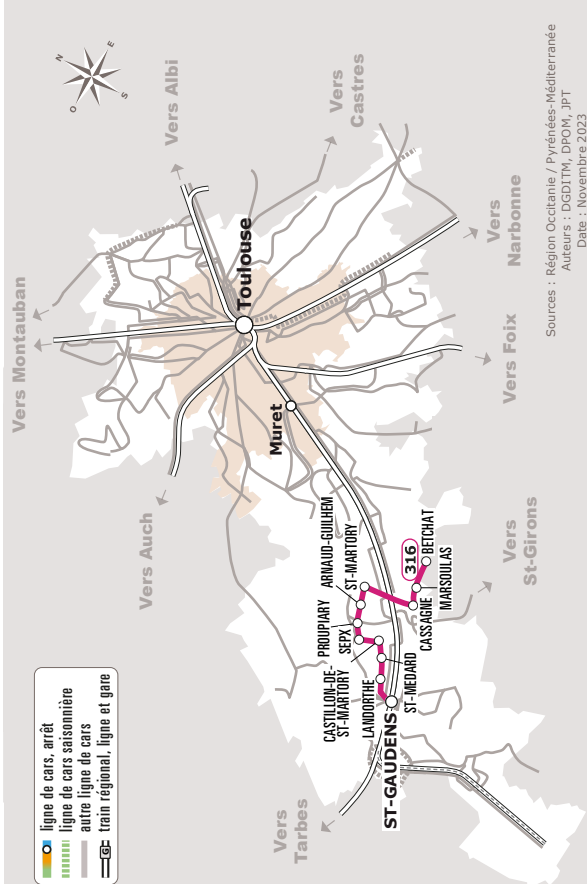 ligne de cars, arrêt
ligne de cars saisonnière
autre ligne de cars
G train régional, ligne et gare
N
E
S
O
Vers Montauban
Vers Albi
Vers
Castres
Vers Auch
Toulouse
Muret
Vers
Narbonne
Vers Foix
Vers
St-Girons
Vers
Tarbes
ST-GAUDENS
LANDORTHE
ST-MEDARD
CASTILLON-DE-
ST-MARTORY
SEPX
PROUPIARY
ARNAUD-GUILHEM
ST-MARTORY
CASSAGNE
MARSOULAS
BETCHAT
316
Sources : Région Occitanie / Pyrénées-Méditerranée
Auteurs : DGDITM, DPOM, JPT
Date : Novembre 2023